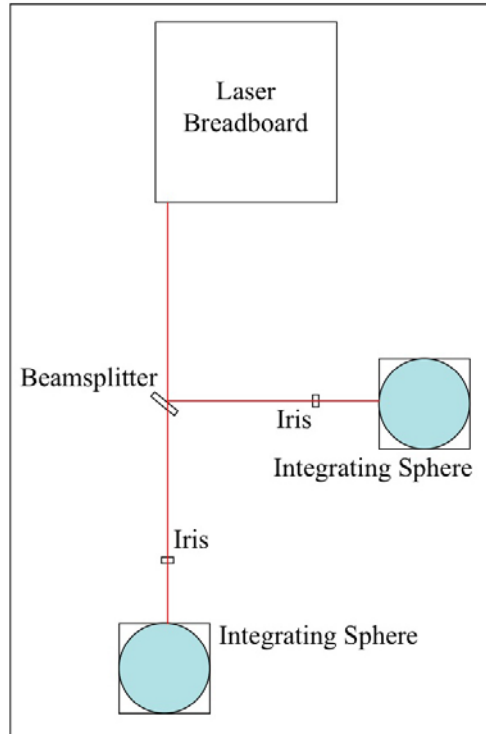 Laser
Breadboard
Beamsplitter
Iris
Integrating Sphere
Iris
Integrating Sphere